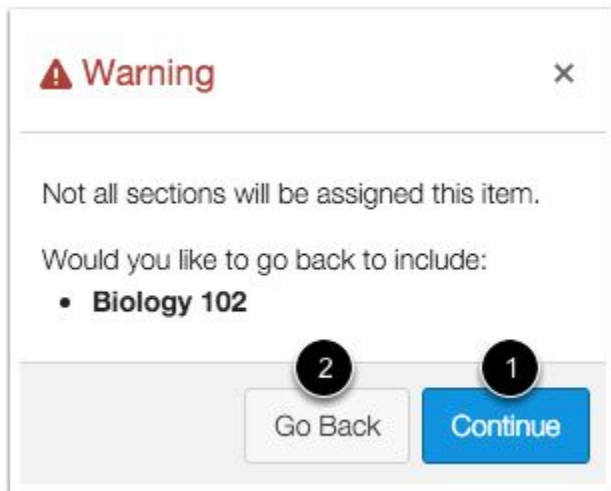 Warning ×
Not all sections will be assigned this item.
Would you like to go back to include:
• Biology 102
2 1
Go Back Continue